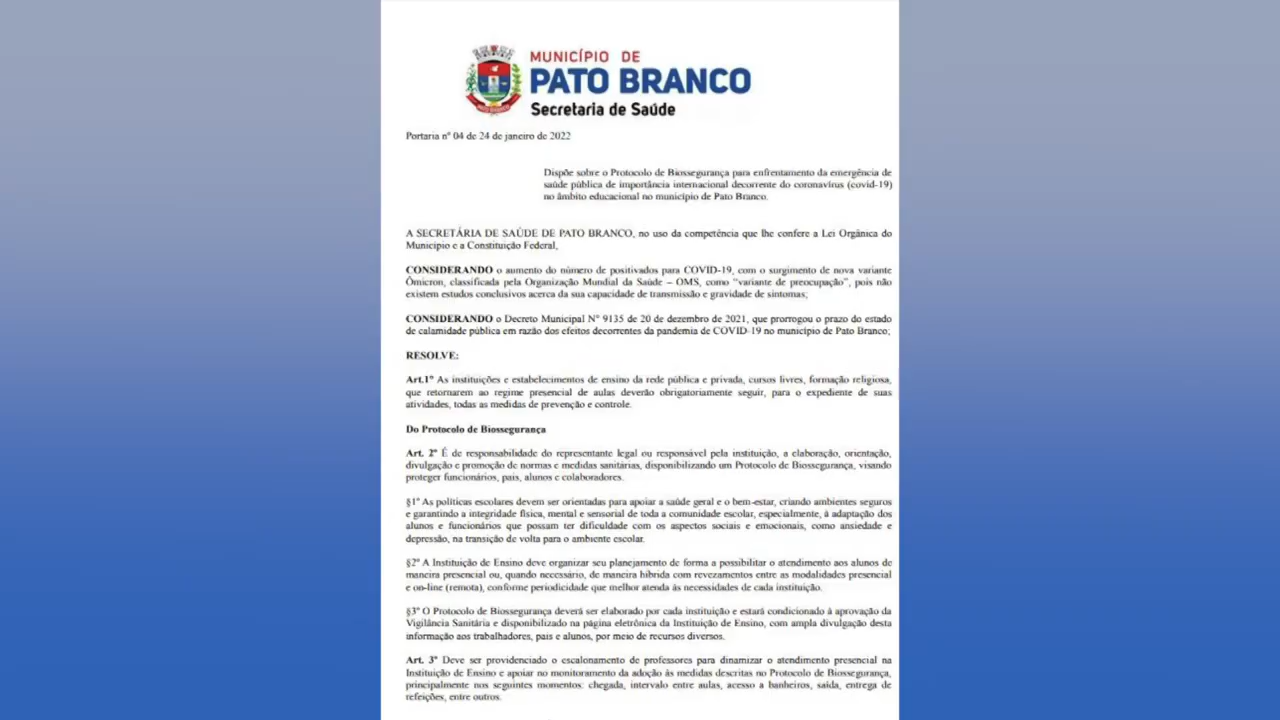 MUNICÍPIO DE
PATO BRANCO
Secretaria de Saúde
Portaria nº 04 de 24 de janeiro de 2022
Dispõe sobre o Protocolo de Biossegurança para enfrentamento da emergência de
saúde pública de importância internacional decorrente do coronavírus (covid-19)
no âmbito educacional no município de Pato Branco.
A SECRETÁRIA DE SAÚDE DE PATO BRANCO, no uso da competência que lhe confere a Lei Orgânica do
Município e a Constituição Federal,
CONSIDERANDO o aumento do número de positivados para COVID-19, com o surgimento de nova variante
Ômicron, classificada pela Organização Mundial da Saúde – OMS, como “variante de preocupação”, pois não
existem estudos conclusivos acerca da sua capacidade de transmissão e gravidade de sintomas;
CONSIDERANDO o Decreto Municipal Nº 9135 de 20 de dezembro de 2021, que prorrogou o prazo do estado
de calamidade pública em razão dos efeitos decorrentes da pandemia de COVID-19 no município de Pato Branco;
RESOLVE:
Art.1º As instituições e estabelecimentos de ensino da rede pública e privada, cursos livres, formação religiosa,
que retornarem ao regime presencial de aulas deverão obrigatoriamente seguir, para o expediente de suas
atividades, todas as medidas de prevenção e controle.
Do Protocolo de Biossegurança
Art. 2º É de responsabilidade do representante legal ou responsável pela instituição, a elaboração, orientação,
divulgação e promoção de normas e medidas sanitárias, disponibilizando um Protocolo de Biossegurança, visando
proteger funcionários, pais, alunos e colaboradores.
§1º As políticas escolares devem ser orientadas para apoiar a saúde geral e o bem-estar, criando ambientes seguros
e garantindo a integridade física, mental e sensorial de toda a comunidade escolar, especialmente, à adaptação dos
alunos e funcionários que possam ter dificuldade com os aspectos sociais e emocionais, como ansiedade e
depressão, na transição de volta para o ambiente escolar.
§2º A Instituição de Ensino deve organizar seu planejamento de forma a possibilitar o atendimento aos alunos de
maneira presencial ou, quando necessário, de maneira híbrida com revezamentos entre as modalidades presencial
e on-line (remota), conforme periodicidade que melhor atenda às necessidades de cada instituição.
§3º O Protocolo de Biossegurança deverá ser elaborado por cada instituição e estará condicionado à aprovação da
Vigilância Sanitária e disponibilizado na página eletrônica da Instituição de Ensino, com ampla divulgação desta
informação aos trabalhadores, pais e alunos, por meio de recursos diversos.
Art. 3º Deve ser providenciado o escalonamento de professores para dinamizar o atendimento presencial na
Instituição de Ensino e apoiar no monitoramento da adoção às medidas descritas no Protocolo de Biossegurança,
principalmente nos seguintes momentos: chegada, intervalo entre aulas, acesso a banheiros, saída, entrega de
refeições, entre outros.